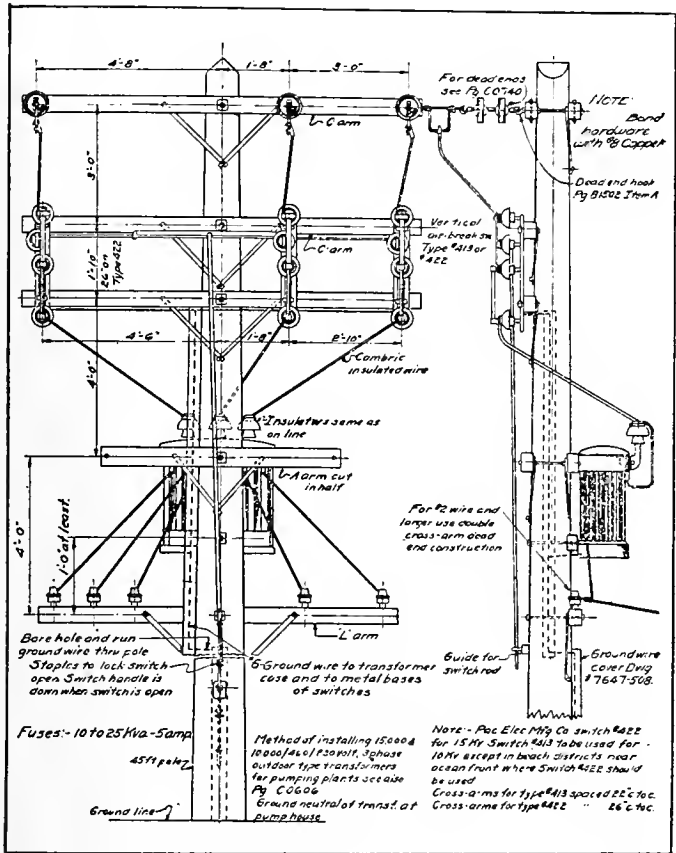 4'-8"
1'-8"
3'-0"
For dead ends
see Pg C0740
NOTE:
Bond
hardware
with #8 Copper
C arm
Dead end hook
Pg B1502 Item A
3'-0"
Vertical
air-break sw.
Type #413 or
#422
C arm
1'-10"
26" on
Type 422
4'-6"
1'-8"
2'-10"
Cambric
insulated wire
4'-0"
Insulators same as
on line
A arm cut
in half
For #2 wire and
larger use double
cross-arm dead
end construction
4'-0"
1'-0" at least.
L arm
Bore hole and run
ground wire thru pole
Staples to lock switch
open Switch handle is
down when switch is open
#6 Ground wire to transformer
case and to metal bases
of switches
Guide for
switch rod
Ground wire
cover Dwg
#7647-508.
Fuses:- 10 to 25 Kva - 5 amp
45 ft pole
Method of installing 15,000 &
10,000/460/230 volt, 3 phase
outdoor type transformers
for pumping plants see also
Pg C0606
Ground neutral of transf. at
pump house
Ground line
NOTE:- Pac Elec Mfg Co switch #422
for 15 Kv Switch #413 to be used for
10 Kv except in beach districts near
ocean front where Switch #422 should
be used
Cross-arms for type #413 spaced 22" c to c.
Cross-arms for type #422 " 26" c to c.